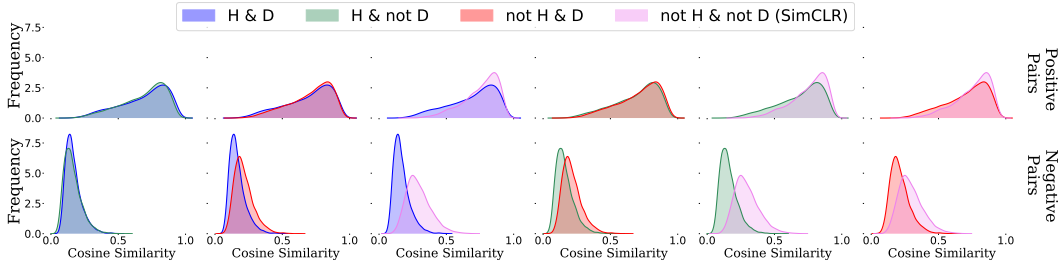 H & D H & not D not H & D not H & not D (SimCLR)
Frequency
7.5
5.0
2.5
0.0
Positive
Pairs
Frequency
7.5
5.0
2.5
0.0
Negative
Pairs
0.0 0.5 1.0 0.0 0.5 1.0 0.0 0.5 1.0 0.0 0.5 1.0 0.0 0.5 1.0 0.0 0.5 1.0
Cosine Similarity Cosine Similarity Cosine Similarity Cosine Similarity Cosine Similarity Cosine Similarity